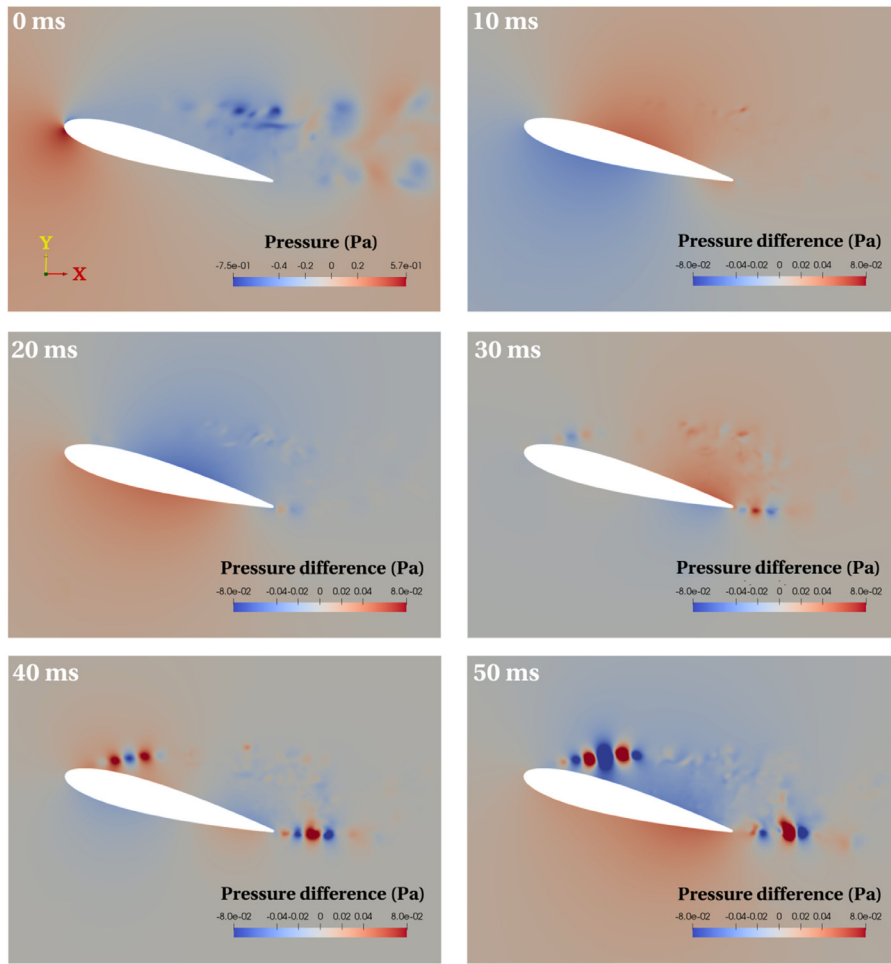 0 ms
10 ms
Y
X
Pressure (Pa)
-7.5e-01 -0.4 -0.2 0 0.2 5.7e-01
Pressure difference (Pa)
-8.0e-02 -0.04 -0.02 0 0.02 0.04 8.0e-02
20 ms
30 ms
Pressure difference (Pa)
-8.0e-02 -0.04 -0.02 0 0.02 0.04 8.0e-02
Pressure difference (Pa)
-8.0e-02 -0.04 -0.02 0 0.02 0.04 8.0e-02
40 ms
50 ms
Pressure difference (Pa)
-8.0e-02 -0.04 -0.02 0 0.02 0.04 8.0e-02
Pressure difference (Pa)
-8.0e-02 -0.04 -0.02 0 0.02 0.04 8.0e-02